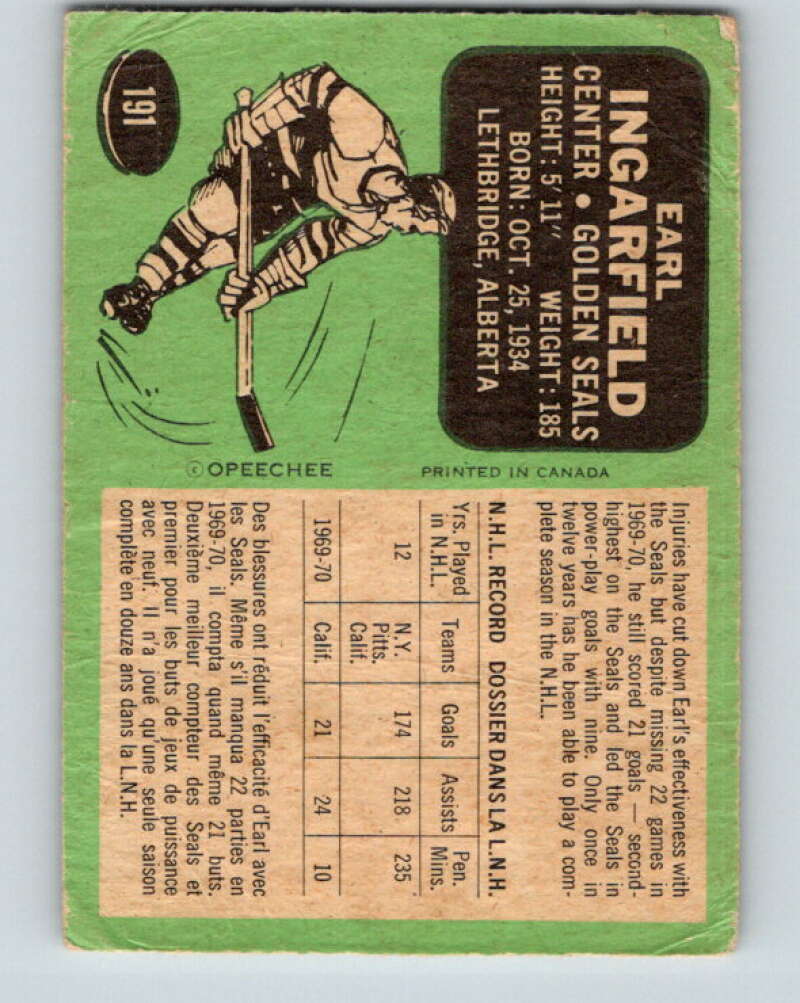 191
EARL
INGARFIELD
CENTER • GOLDEN SEALS
HEIGHT: 5'11" WEIGHT: 185
BORN: OCT. 25, 1934
LETHBRIDGE, ALBERTA
© OPEECHEE
PRINTED IN CANADA
Injuries have cut down Earl's effectiveness with
the Seals but despite missing 22 games in
1969-70, he still scored 21 goals — second-
highest on the Seals and led the Seals in
power-play goals with nine. Only once in
twelve years has he been able to play a com-
plete season in the N.H.L.
N.H.L. RECORD DOSSIER DANS LA L.N.H.
Yrs. Played Teams Goals Assists Pen.
in N.H.L. Mins.
12 N.Y. 174 218 235
Pitts.
Calif.
1969-70 Calif. 21 24 10
Des blessures ont réduit l'efficacité d'Earl avec
les Seals. Même s'il manqua 22 parties en
1969-70, il compta quand même 21 buts.
Deuxième meilleur compteur des Seals et
premier pour les buts de jeux de puissance
avec neuf. Il n'a joué qu'une seule saison
complète en douze ans dans la L.N.H.